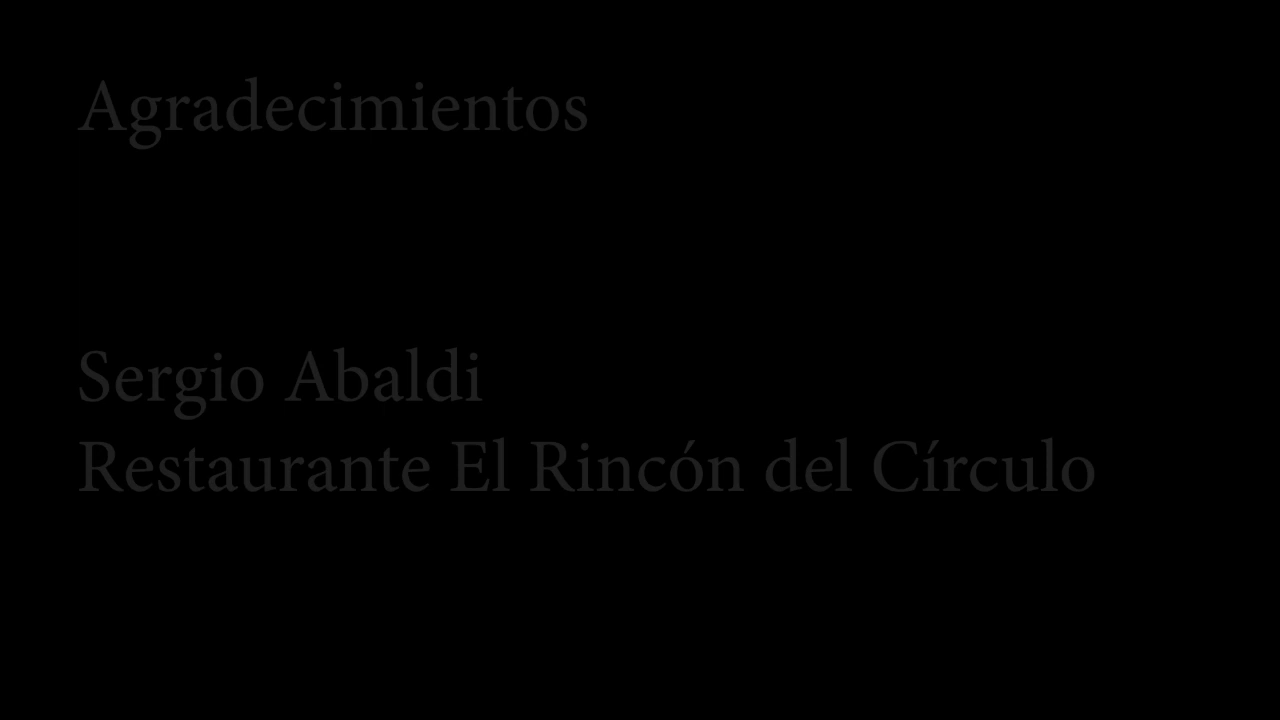 Agradecimientos
Sergio Abaldi
Restaurante El Rincón del Círculo